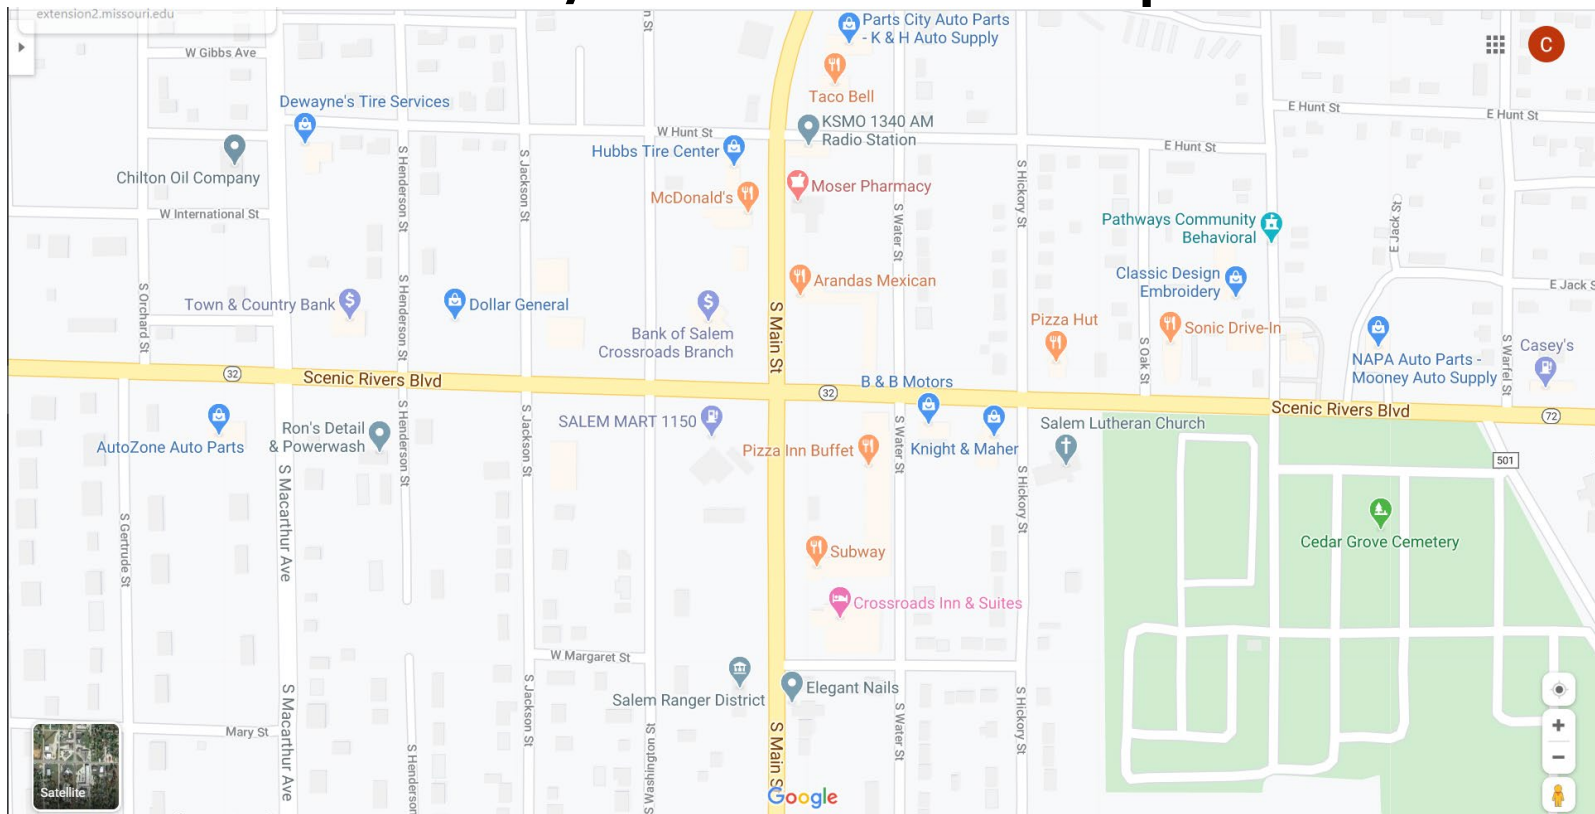 extension2.missouri.edu
Parts City Auto Parts
- K & H Auto Supply
C
W Gibbs Ave
Taco Bell
Dewayne's Tire Services
E Hunt St
E Hunt St
KSMO 1340 AM
Radio Station
W Hunt St
Hubbs Tire Center
E Hunt St
Chilton Oil Company
S Henderson St
S Jackson St
S Hickory St
McDonald's
Moser Pharmacy
W International St
S Water St
E Jack St
Pathways Community
Behavioral
Arandas Mexican
Classic Design
Embroidery
E Jack S
S Orchard St
Town & Country Bank
S Henderson St
Dollar General
Bank of Salem
Crossroads Branch
S Main St
Pizza Hut
Sonic Drive-In
S Oak St
NAPA Auto Parts -
Mooney Auto Supply
S Warfel St
Casey's
32
Scenic Rivers Blvd
32
B & B Motors
Scenic Rivers Blvd
72
AutoZone Auto Parts
Ron's Detail
& Powerwash
S Henderson St
S Jackson St
SALEM MART 1150
Pizza Inn Buffet
S Water St
Knight & Maher
Salem Lutheran Church
501
S Macarthur Ave
S Gertrude St
S Hickory St
Cedar Grove Cemetery
Subway
Crossroads Inn & Suites
W Margaret St
Salem Ranger District
Elegant Nails
S Macarthur Ave
S Jackson St
S Washington St
S Main S
S Water St
S Hickory St
Mary St
S Henderson
Satellite
Google